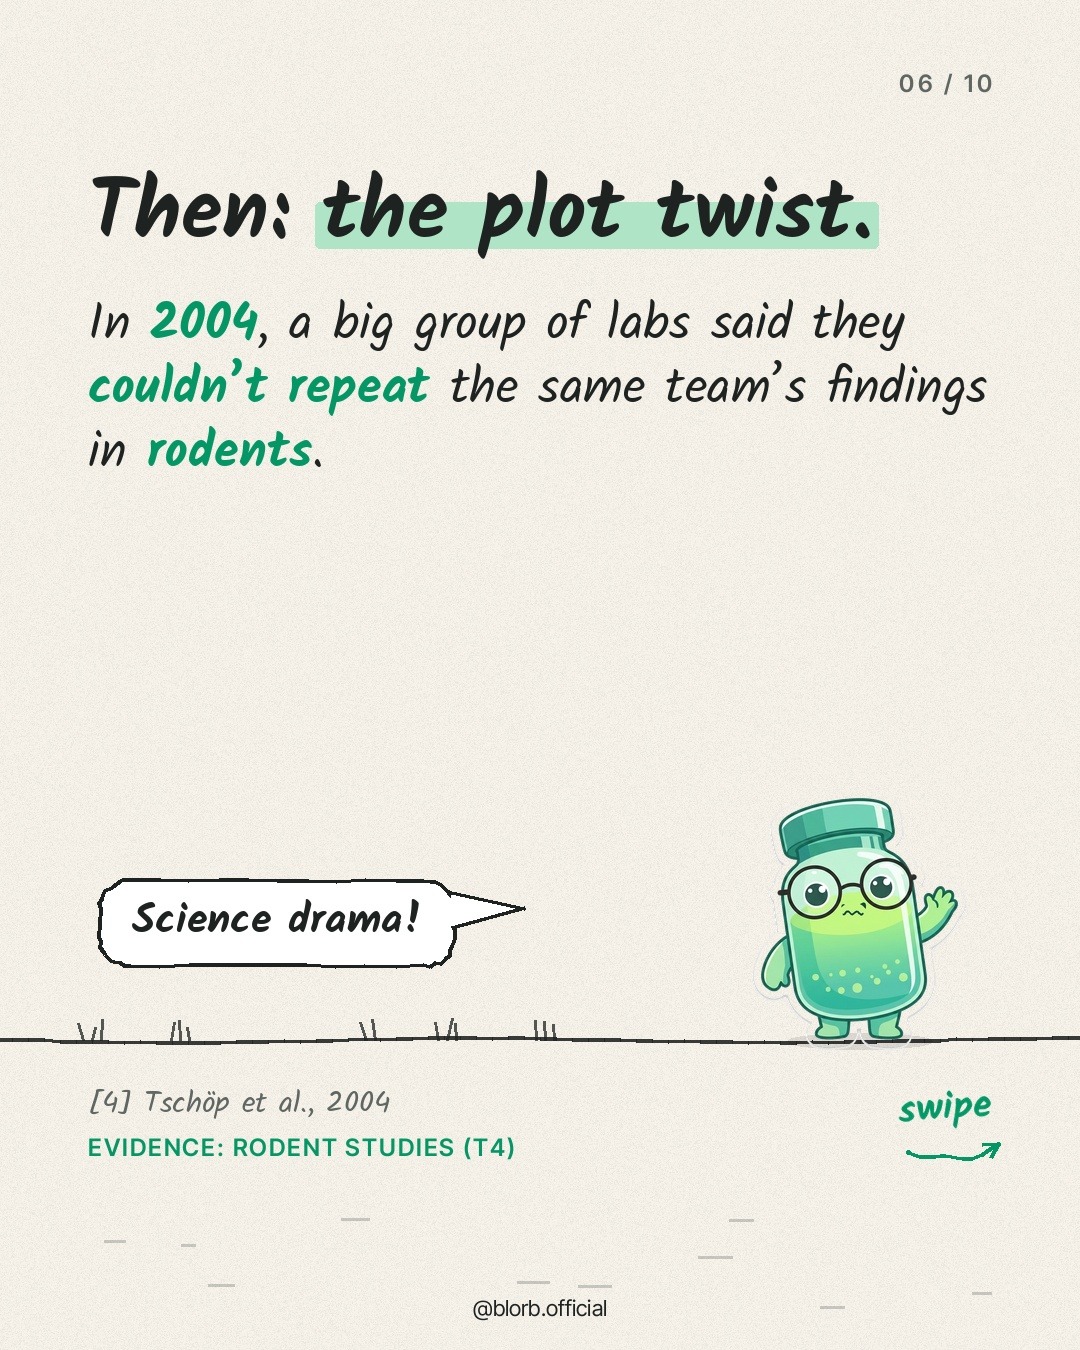 06 / 10
Then: the plot twist.
In 2004, a big group of labs said they
couldn’t repeat the same team’s findings
in rodents.
Science drama!
[4] Tschöp et al., 2004
EVIDENCE: RODENT STUDIES (T4)
swipe
@blorb.official